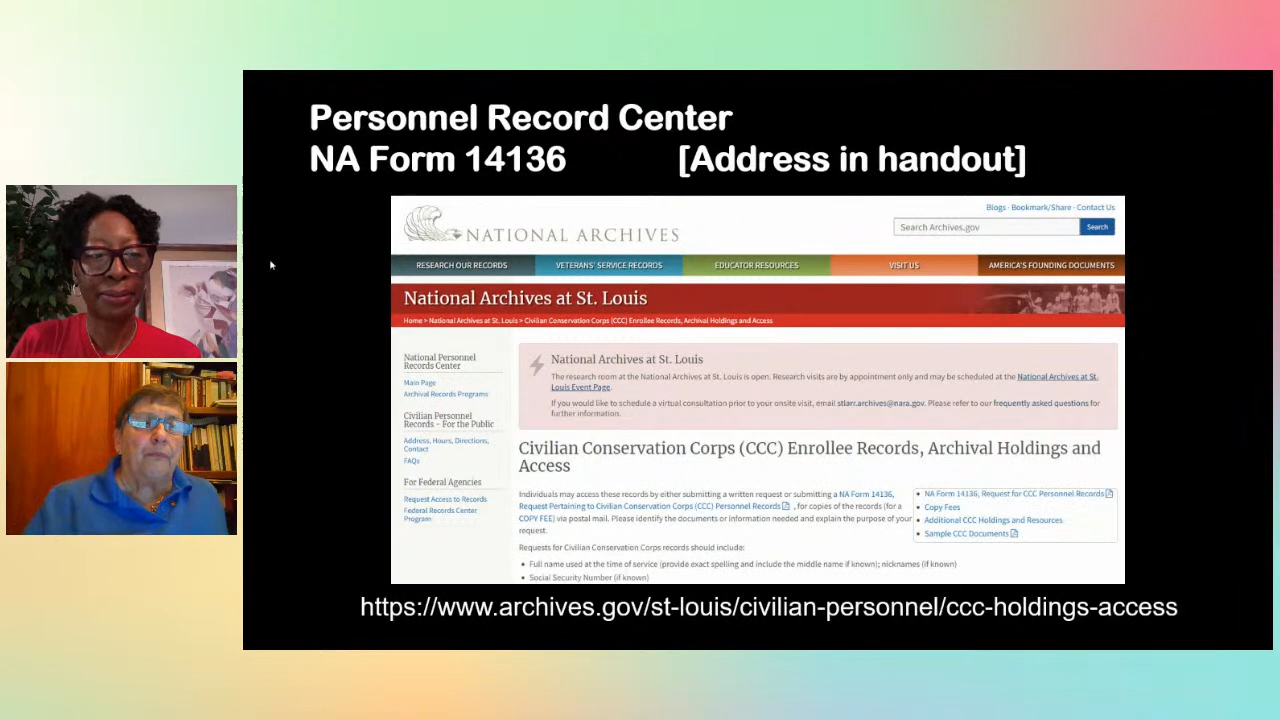 Personnel Record Center
NA Form 14136 [Address in handout]
NATIONAL ARCHIVES
Blogs · Bookmark/Share · Contact Us
Search Archives.gov Search
RESEARCH OUR RECORDS VETERANS' SERVICE RECORDS EDUCATOR RESOURCES VISIT US AMERICA'S FOUNDING DOCUMENTS
National Archives at St. Louis
Home > National Archives at St. Louis > Civilian Conservation Corps (CCC) Enrollee Records, Archival Holdings and Access
National Personnel
Records Center
Main Page
Archival Records Programs
Civilian Personnel
Records - For the Public
Address, Hours, Directions,
Contact
FAQs
For Federal Agencies
Request Access to Records
Federal Records Center
Program
National Archives at St. Louis
The research room at the National Archives at St. Louis is open. Research visits are by appointment only and may be scheduled at the National Archives at St.
Louis Event Page.
If you would like to schedule a virtual consultation prior to your onsite visit, email stlarr.archives@nara.gov. Please refer to our frequently asked questions for
further information.
Civilian Conservation Corps (CCC) Enrollee Records, Archival Holdings and
Access
Individuals may access these records by either submitting a written request or submitting a NA Form 14136,
Request Pertaining to Civilian Conservation Corps (CCC) Personnel Records , for copies of the records (for a
COPY FEE) via postal mail. Please identify the documents or information needed and explain the purpose of your
request.
• NA Form 14136, Request for CCC Personnel Records
• Copy Fees
• Additional CCC Holdings and Resources
• Sample CCC Documents
Requests for Civilian Conservation Corps records should include:
• Full name used at the time of service (provide exact spelling and include the middle name if known); nicknames (if known)
• Social Security Number (if known)
https://www.archives.gov/st-louis/civilian-personnel/ccc-holdings-access